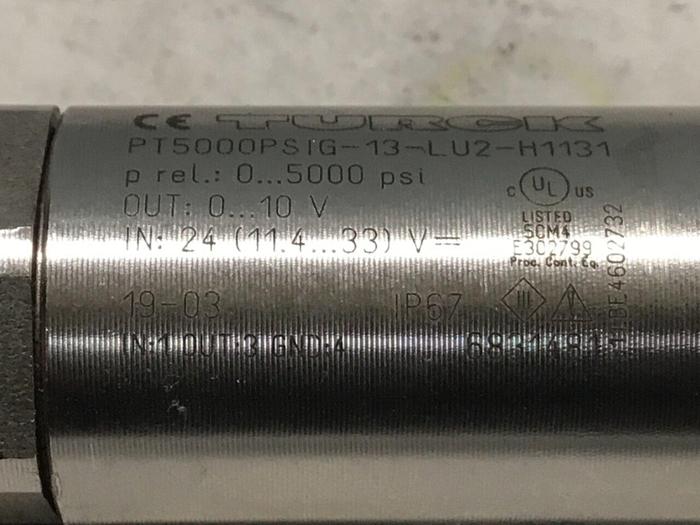 CE TURCK
PT5000PSIG-13-LU2-H1131
p rel.: 0...5000 psi
OUT: 0...10 V
IN: 24 (11.4...33) V⎓
c UL us
LISTED
5CM4
E302799
Proc. Cont. Eq.
19-03 IP67 III
IN:1 OUT:3 GND:4